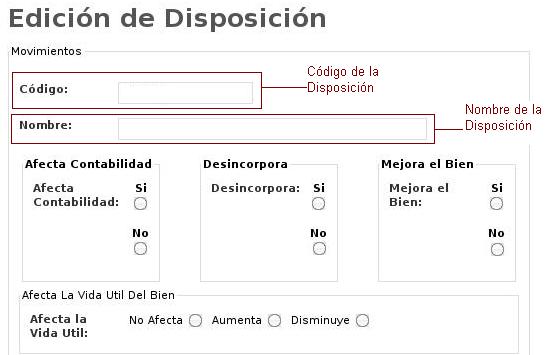 Edición de Disposición
Movimientos
Código:
Código de la
Disposición
Nombre:
Nombre de la
Disposición
Afecta Contabilidad
Afecta
Contabilidad:
Si
No
Desincorpora
Desincorpora:
Si
No
Mejora el Bien
Mejora el
Bien:
Si
No
Afecta La Vida Util Del Bien
Afecta la
Vida Util:
No Afecta Aumenta Disminuye